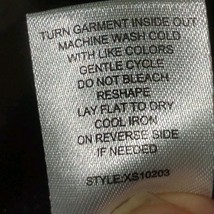 TURN GARMENT INSIDE OUT
MACHINE WASH COLD
WITH LIKE COLORS
GENTLE CYCLE
DO NOT BLEACH
RESHAPE
LAY FLAT TO DRY
COOL IRON
ON REVERSE SIDE
IF NEEDED
STYLE:XS10203